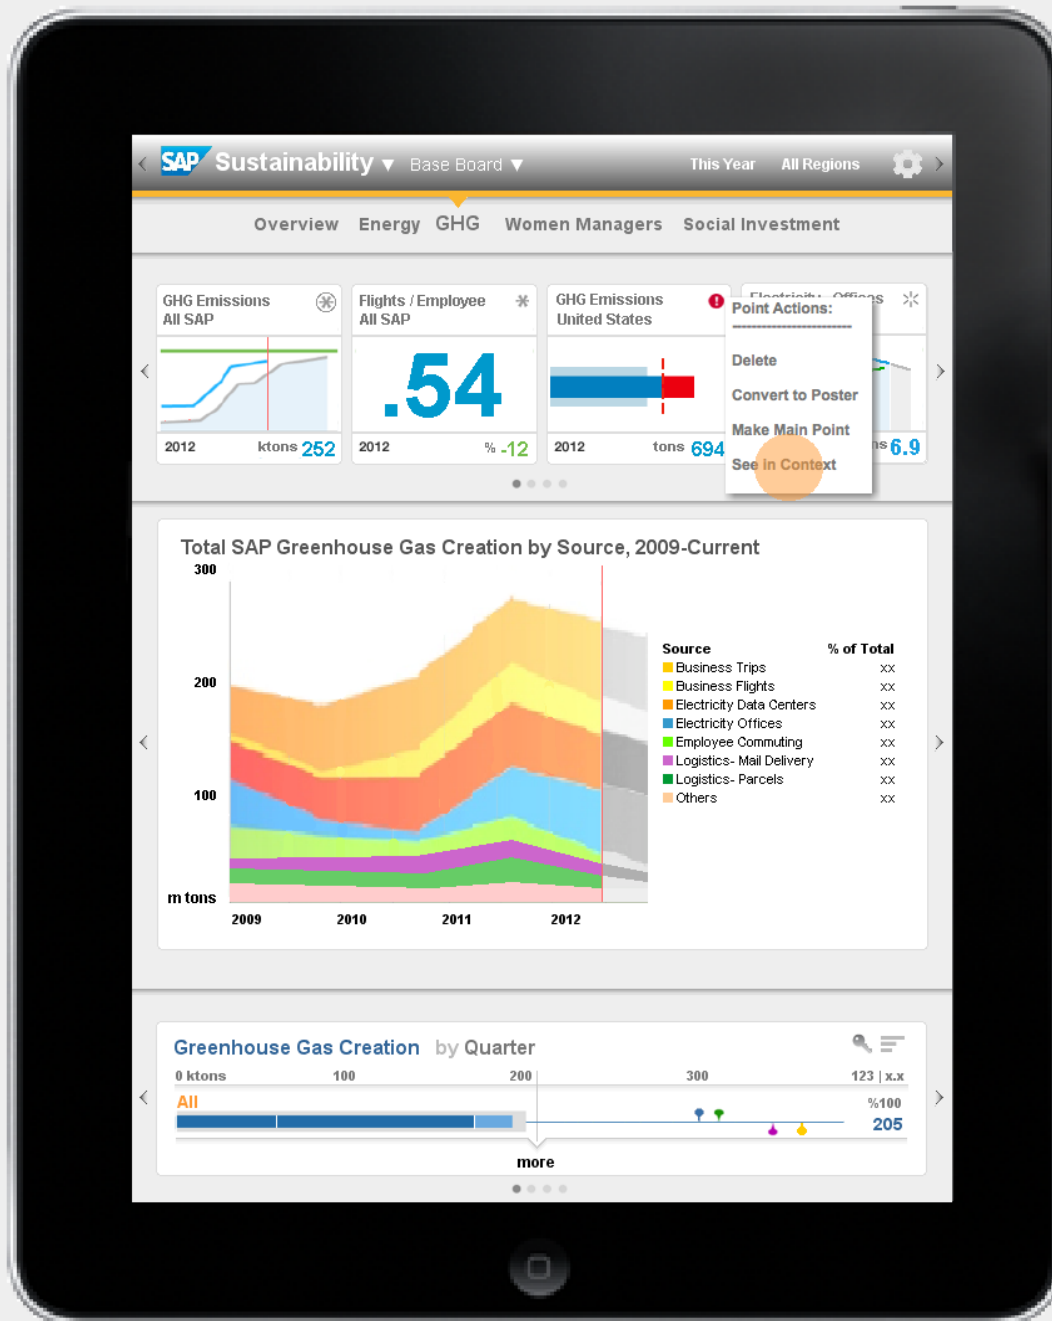 SAP Sustainability ▼ Base Board ▼ This Year All Regions
Overview Energy GHG Women Managers Social Investment
GHG Emissions
All SAP
2012 ktons 252
Flights / Employee
All SAP
.54
2012 % -12
GHG Emissions
United States
2012 tons 694
Electricity - Offices
ns 6.9
Point Actions:
------------------------
Delete
Convert to Poster
Make Main Point
See in Context
Total SAP Greenhouse Gas Creation by Source, 2009-Current
300
200
100
m tons
2009 2010 2011 2012
Source % of Total
Business Trips xx
Business Flights xx
Electricity Data Centers xx
Electricity Offices xx
Employee Commuting xx
Logistics- Mail Delivery xx
Logistics- Parcels xx
Others xx
Greenhouse Gas Creation by Quarter
0 ktons 100 200 300 123 | x.x
All %100
205
more